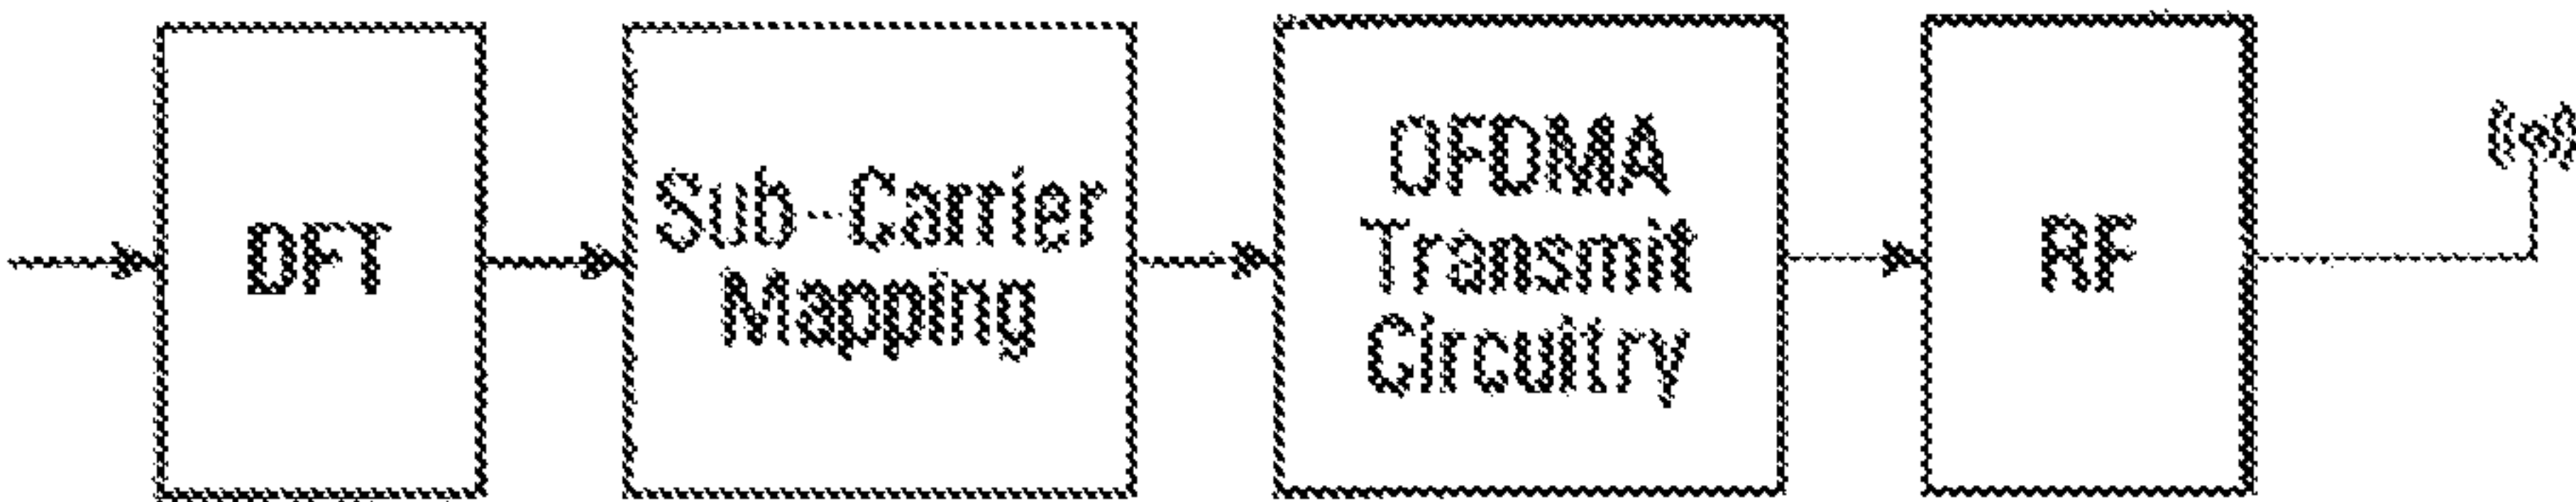 DFT
Sub-Carrier
Mapping
OFDMA
Transmit
Circuitry
RF